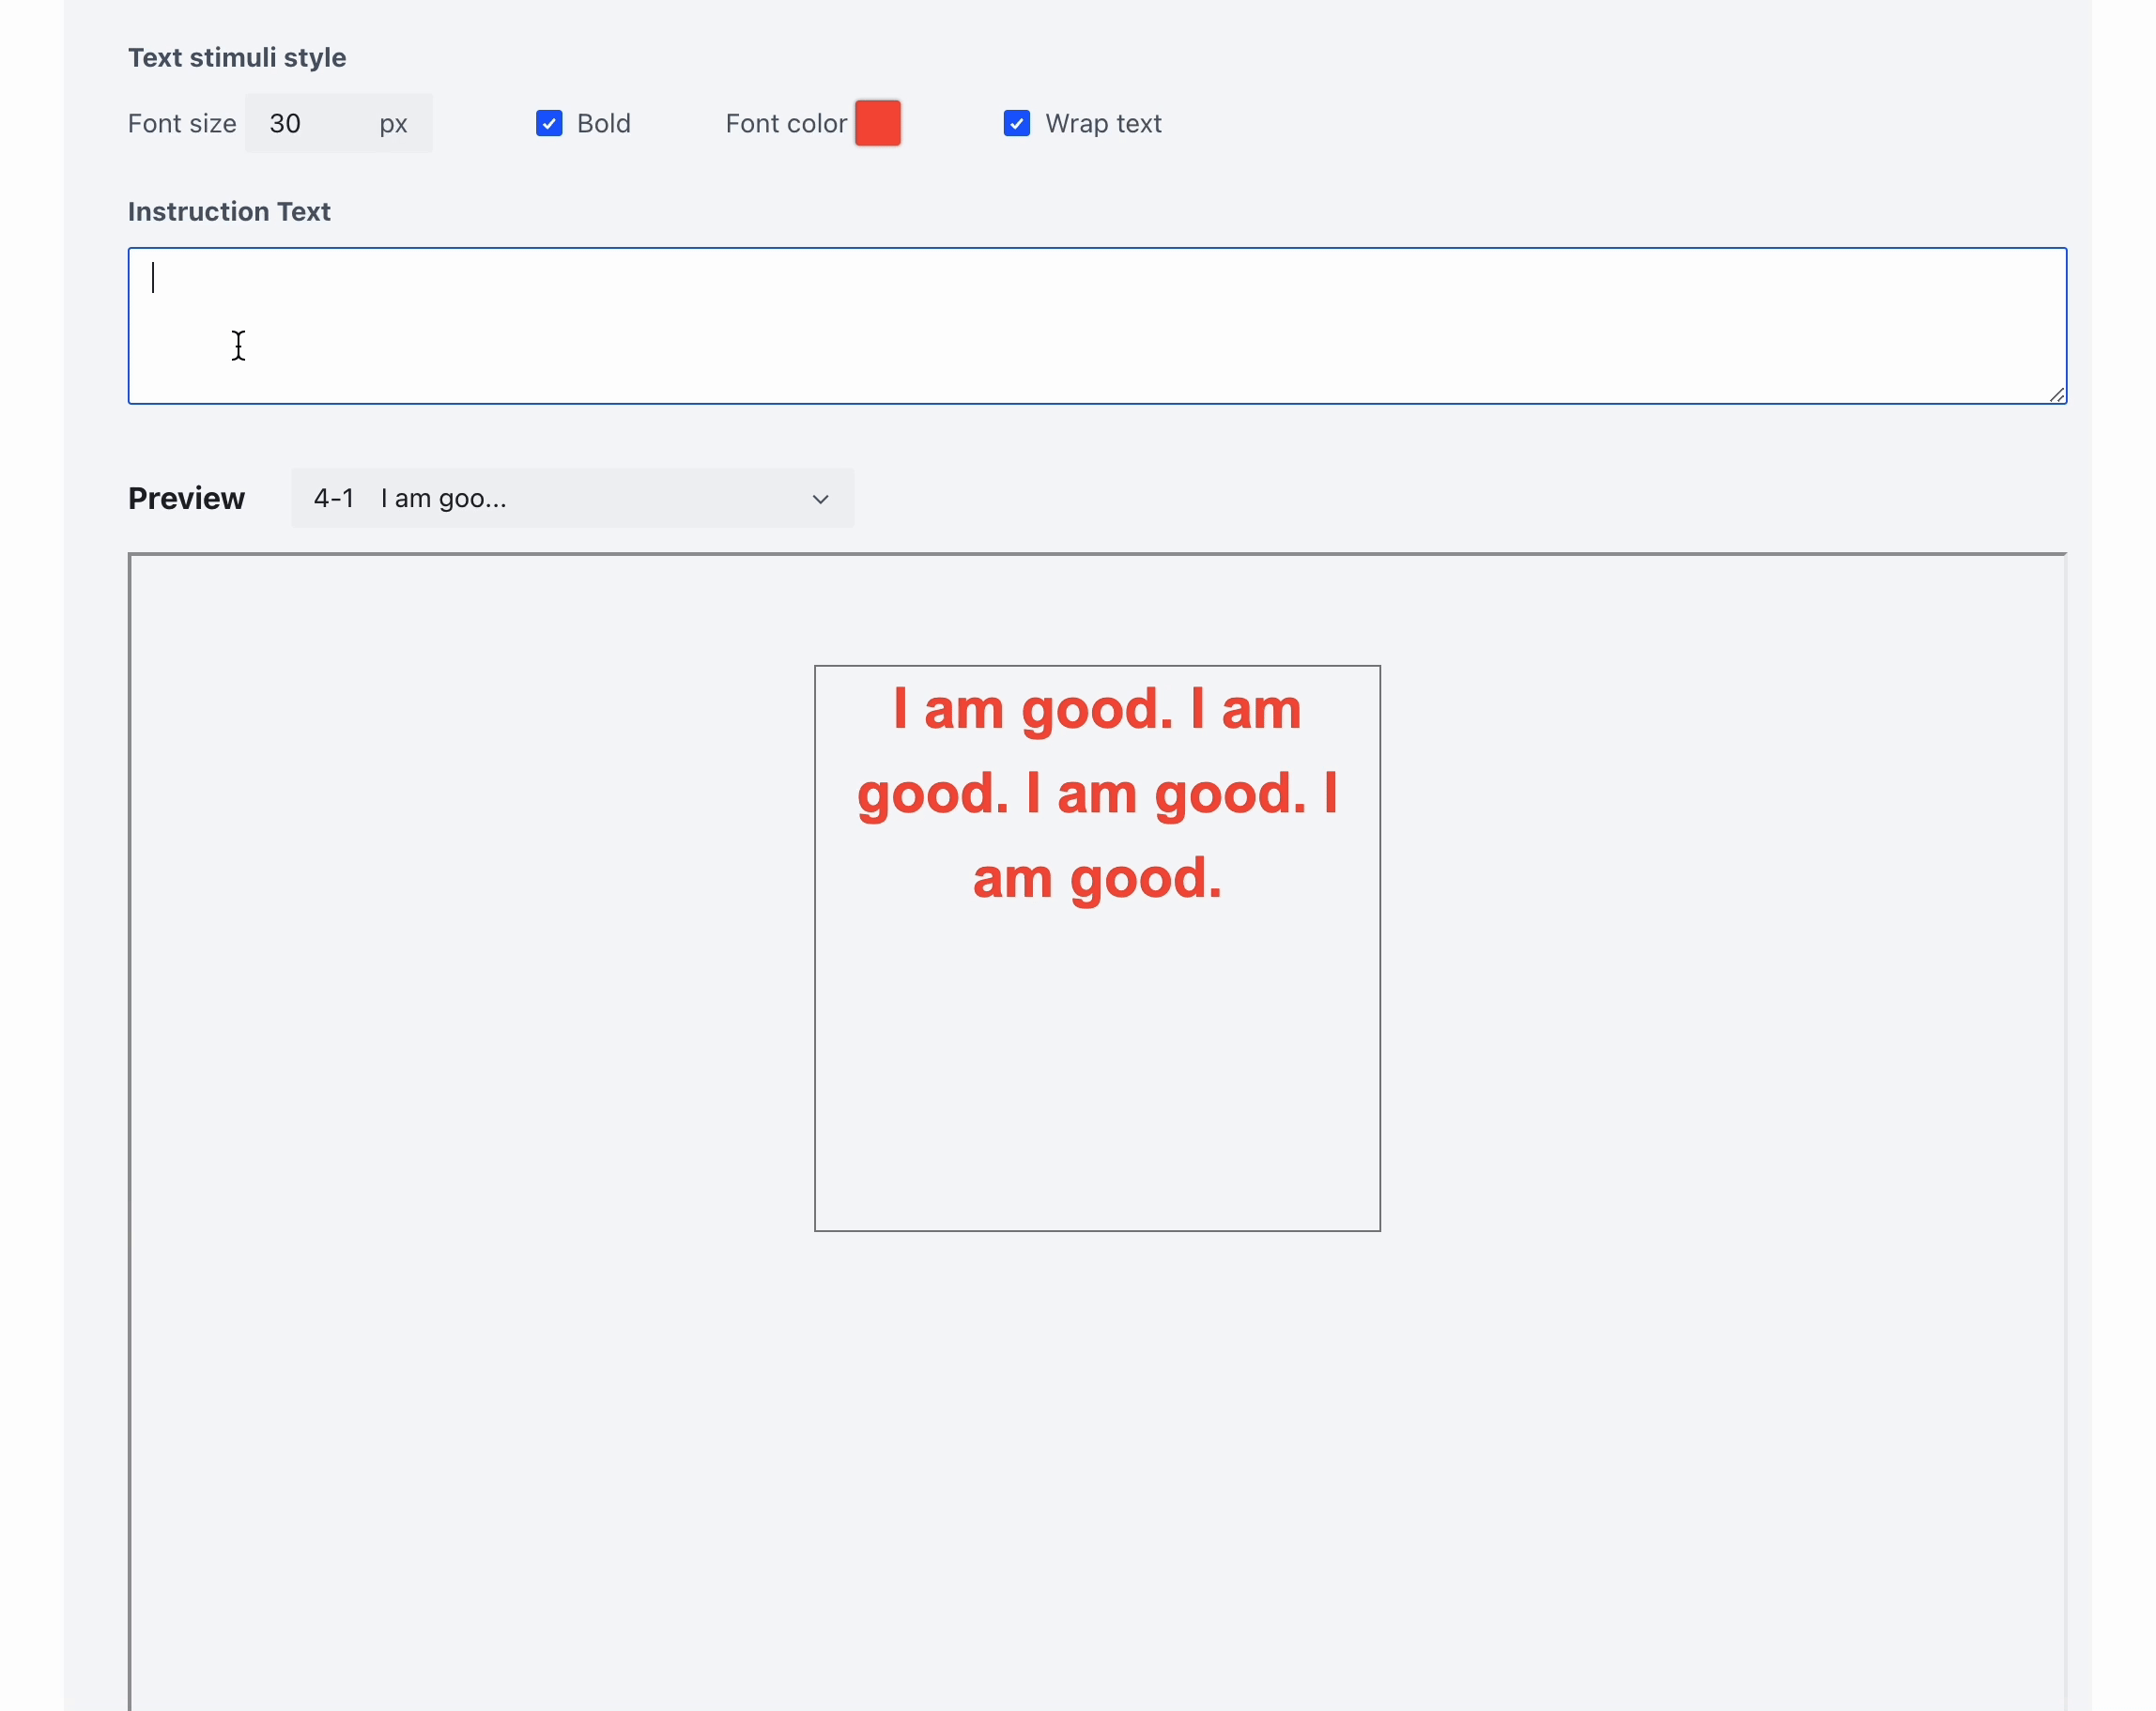 Text stimuli style
Font size 30 px Bold Font color Wrap text
Instruction Text
Preview 4-1 I am goo...
I am good. I am
good. I am good. I
am good.